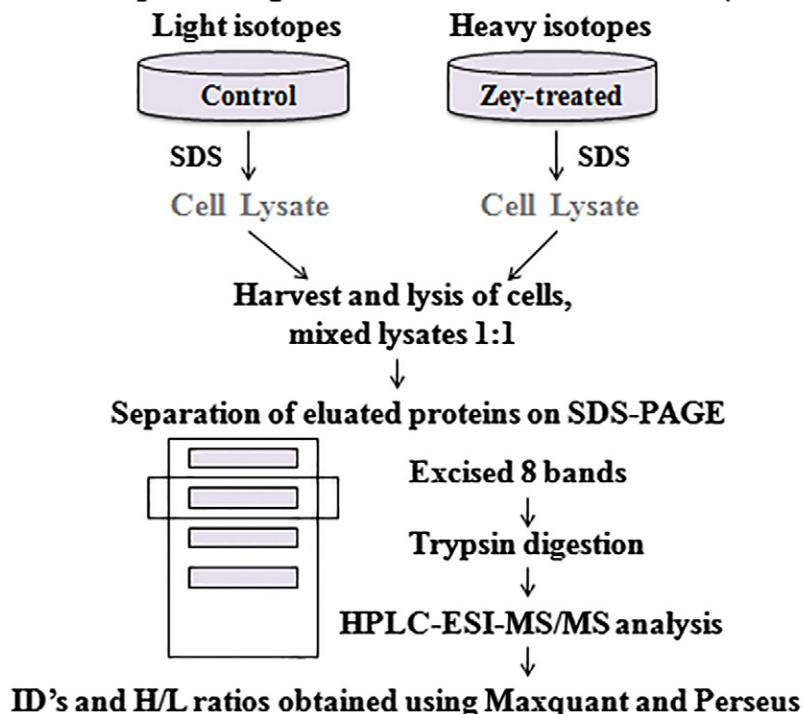 Light isotopes Heavy isotopes
Control Zey-treated
SDS SDS
Cell Lysate Cell Lysate
Harvest and lysis of cells,
mixed lysates 1:1
Separation of eluated proteins on SDS-PAGE
Excised 8 bands
Trypsin digestion
HPLC-ESI-MS/MS analysis
ID's and H/L ratios obtained using Maxquant and Perseus